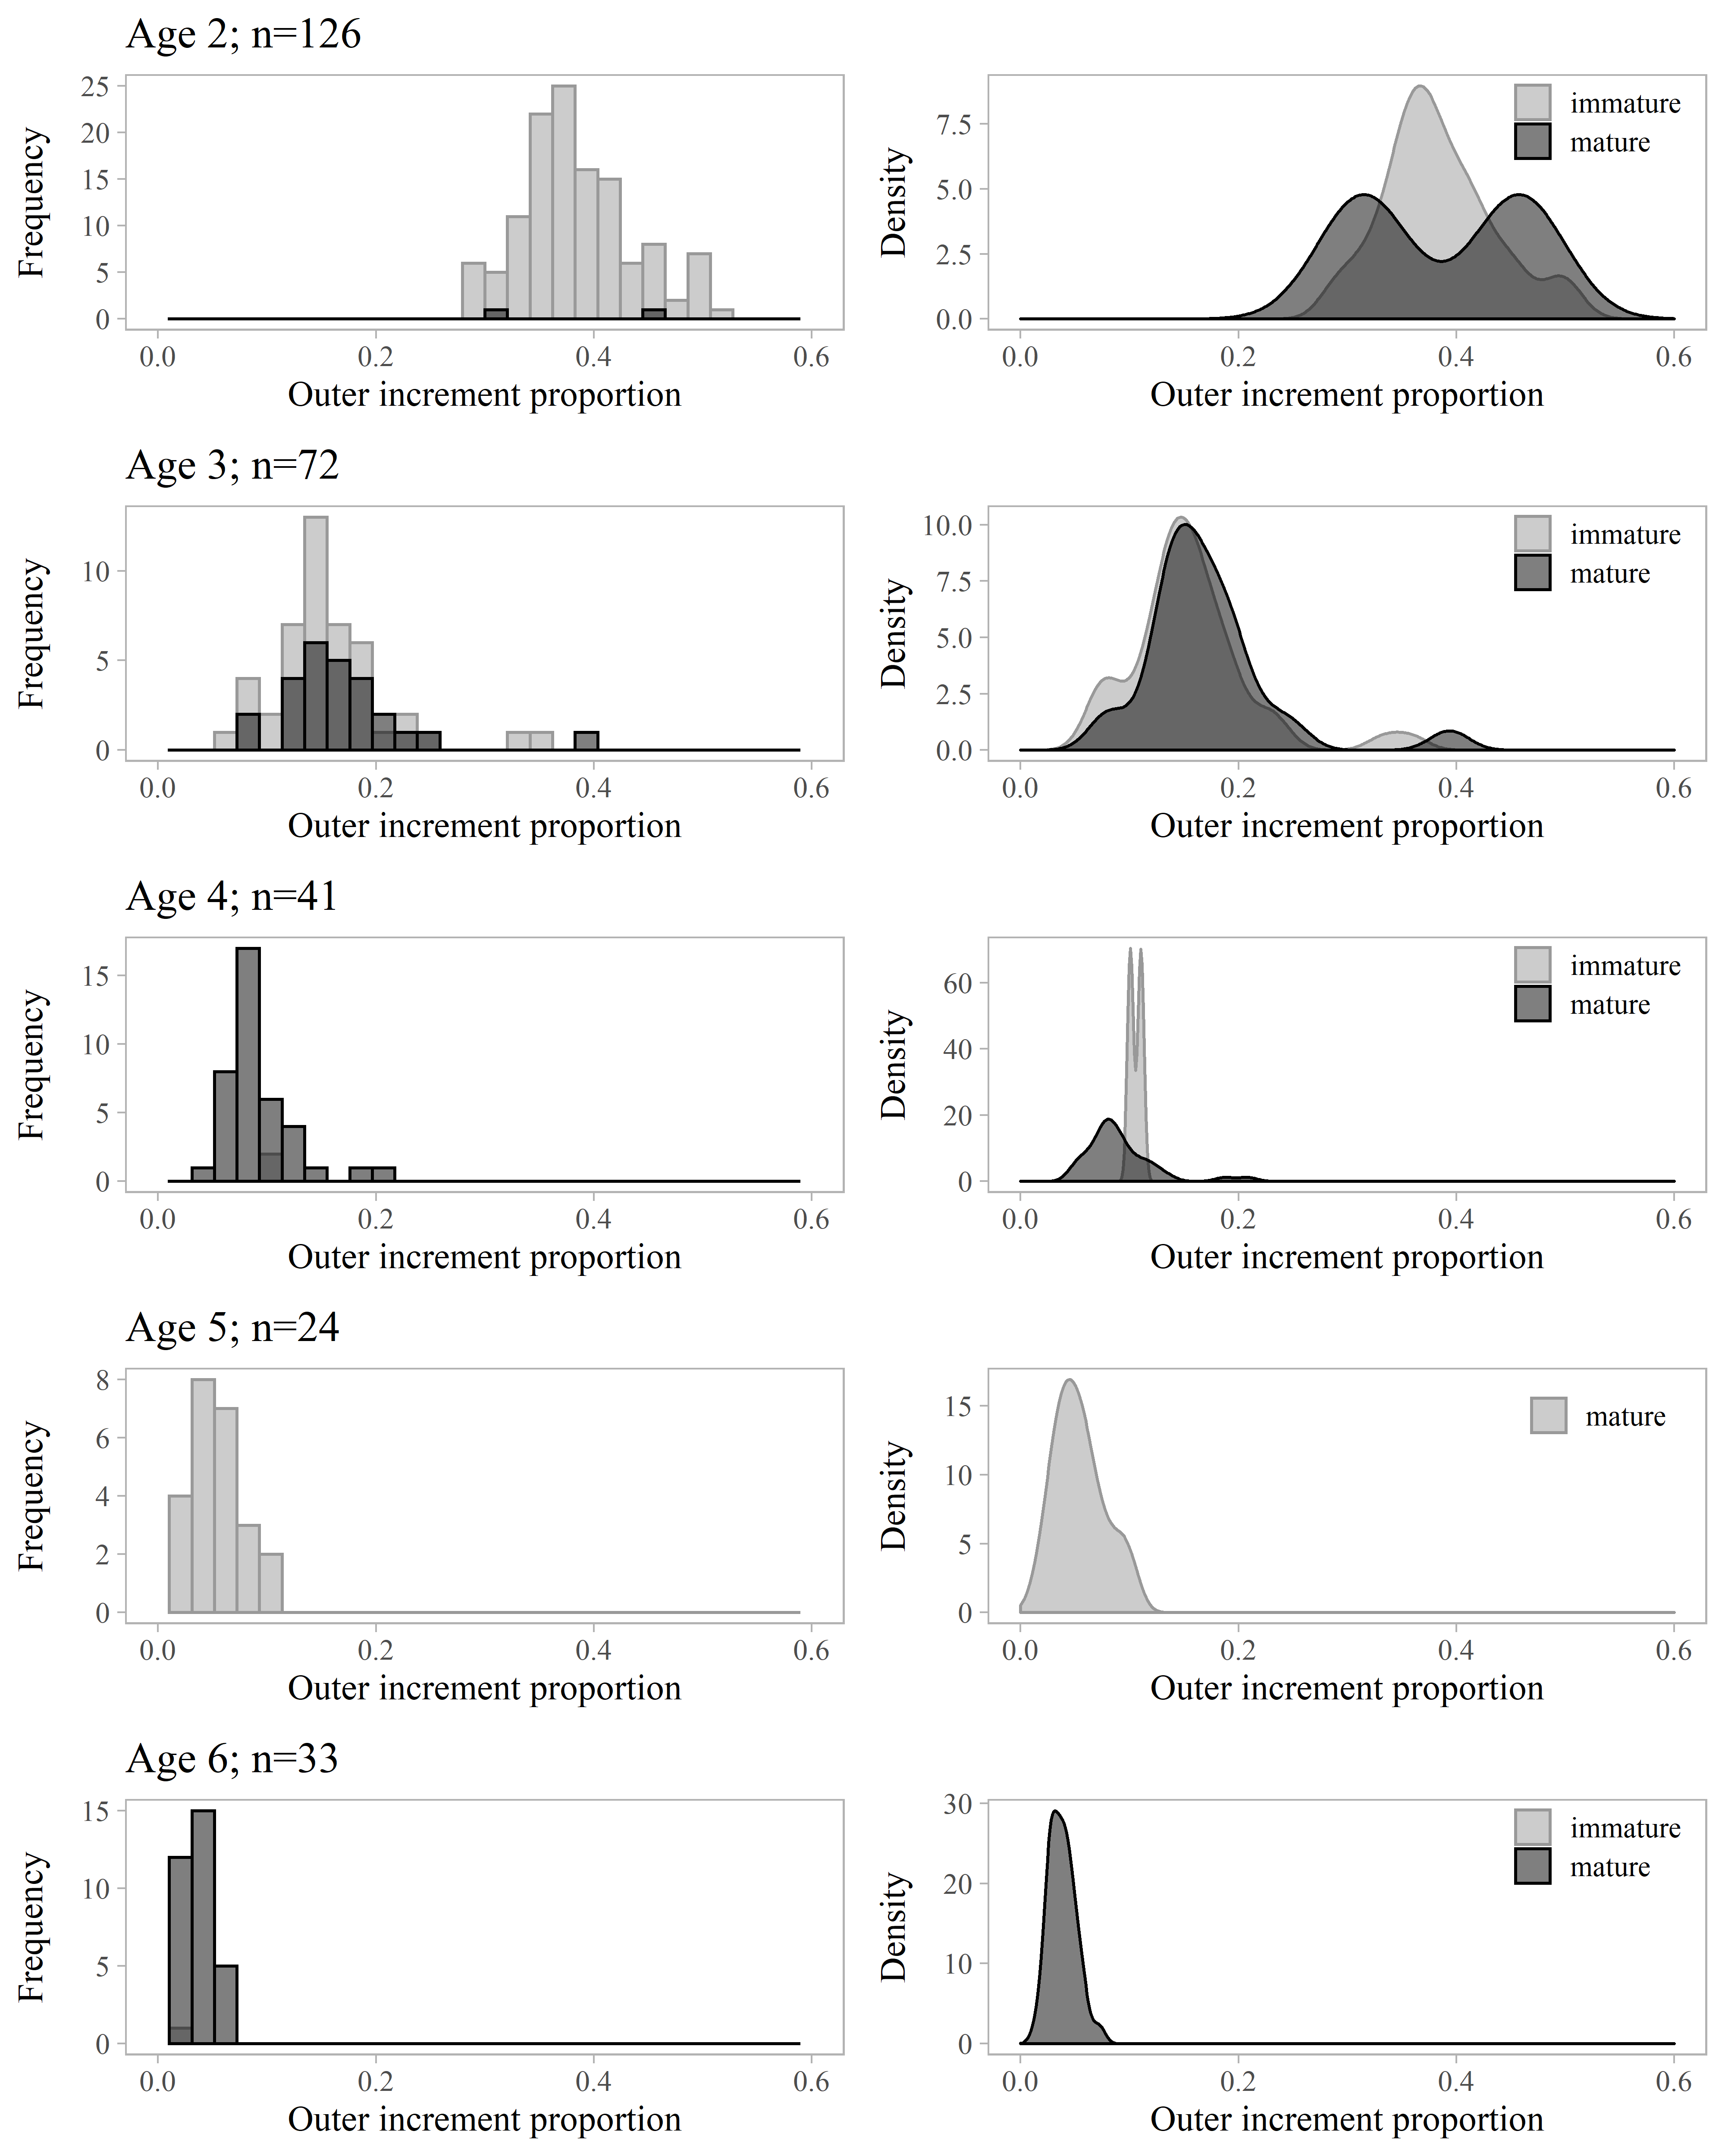 Age 2; n=126
Frequency
25
20
15
10
5
0
0.0 0.2 0.4 0.6
Outer increment proportion
Density
7.5
5.0
2.5
0.0
0.0 0.2 0.4 0.6
Outer increment proportion
immature
mature
Age 3; n=72
Frequency
10
5
0
0.0 0.2 0.4 0.6
Outer increment proportion
Density
10.0
7.5
5.0
2.5
0.0
0.0 0.2 0.4 0.6
Outer increment proportion
immature
mature
Age 4; n=41
Frequency
15
10
5
0
0.0 0.2 0.4 0.6
Outer increment proportion
Density
60
40
20
0
0.0 0.2 0.4 0.6
Outer increment proportion
immature
mature
Age 5; n=24
Frequency
8
6
4
2
0
0.0 0.2 0.4 0.6
Outer increment proportion
Density
15
10
5
0
0.0 0.2 0.4 0.6
Outer increment proportion
mature
Age 6; n=33
Frequency
15
10
5
0
0.0 0.2 0.4 0.6
Outer increment proportion
Density
30
20
10
0
0.0 0.2 0.4 0.6
Outer increment proportion
immature
mature